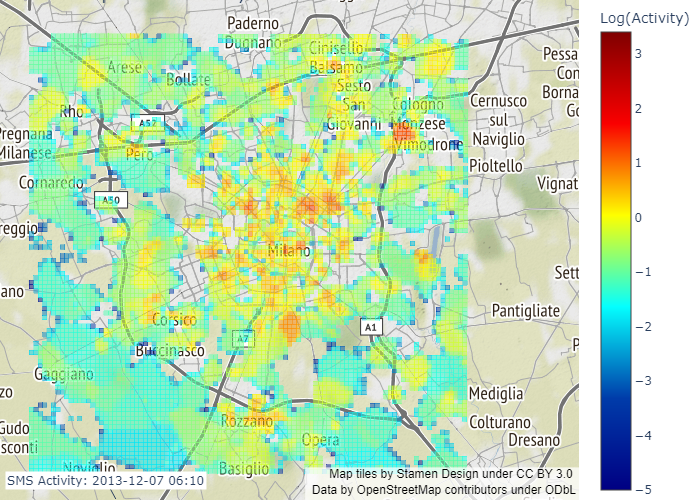 Log(Activity)
3
2
1
0
−1
−2
−3
−4
−5
Paderno
Dugnano
Cinisello
Balsamo
Arese
Bollate
Sesto
San
Giovanni
Cologno
Monzese
Vimodrone
Cernusco
sul
Naviglio
Pioltello
Pessa
Borna
Rho
A52
Pero
Pregnana
Milanese
Cornaredo
A50
Vignat
Milano
Sett
Corsico
A7
A1
Pantigliate
Buccinasco
Gaggiano
Rozzano
Opera
Mediglia
Colturano
Dresano
Gudo
sconti
Noviglio
Basiglio
SMS Activity: 2013-12-07 06:10
Map tiles by Stamen Design under CC BY 3.0
Data by OpenStreetMap contributors under ODbL